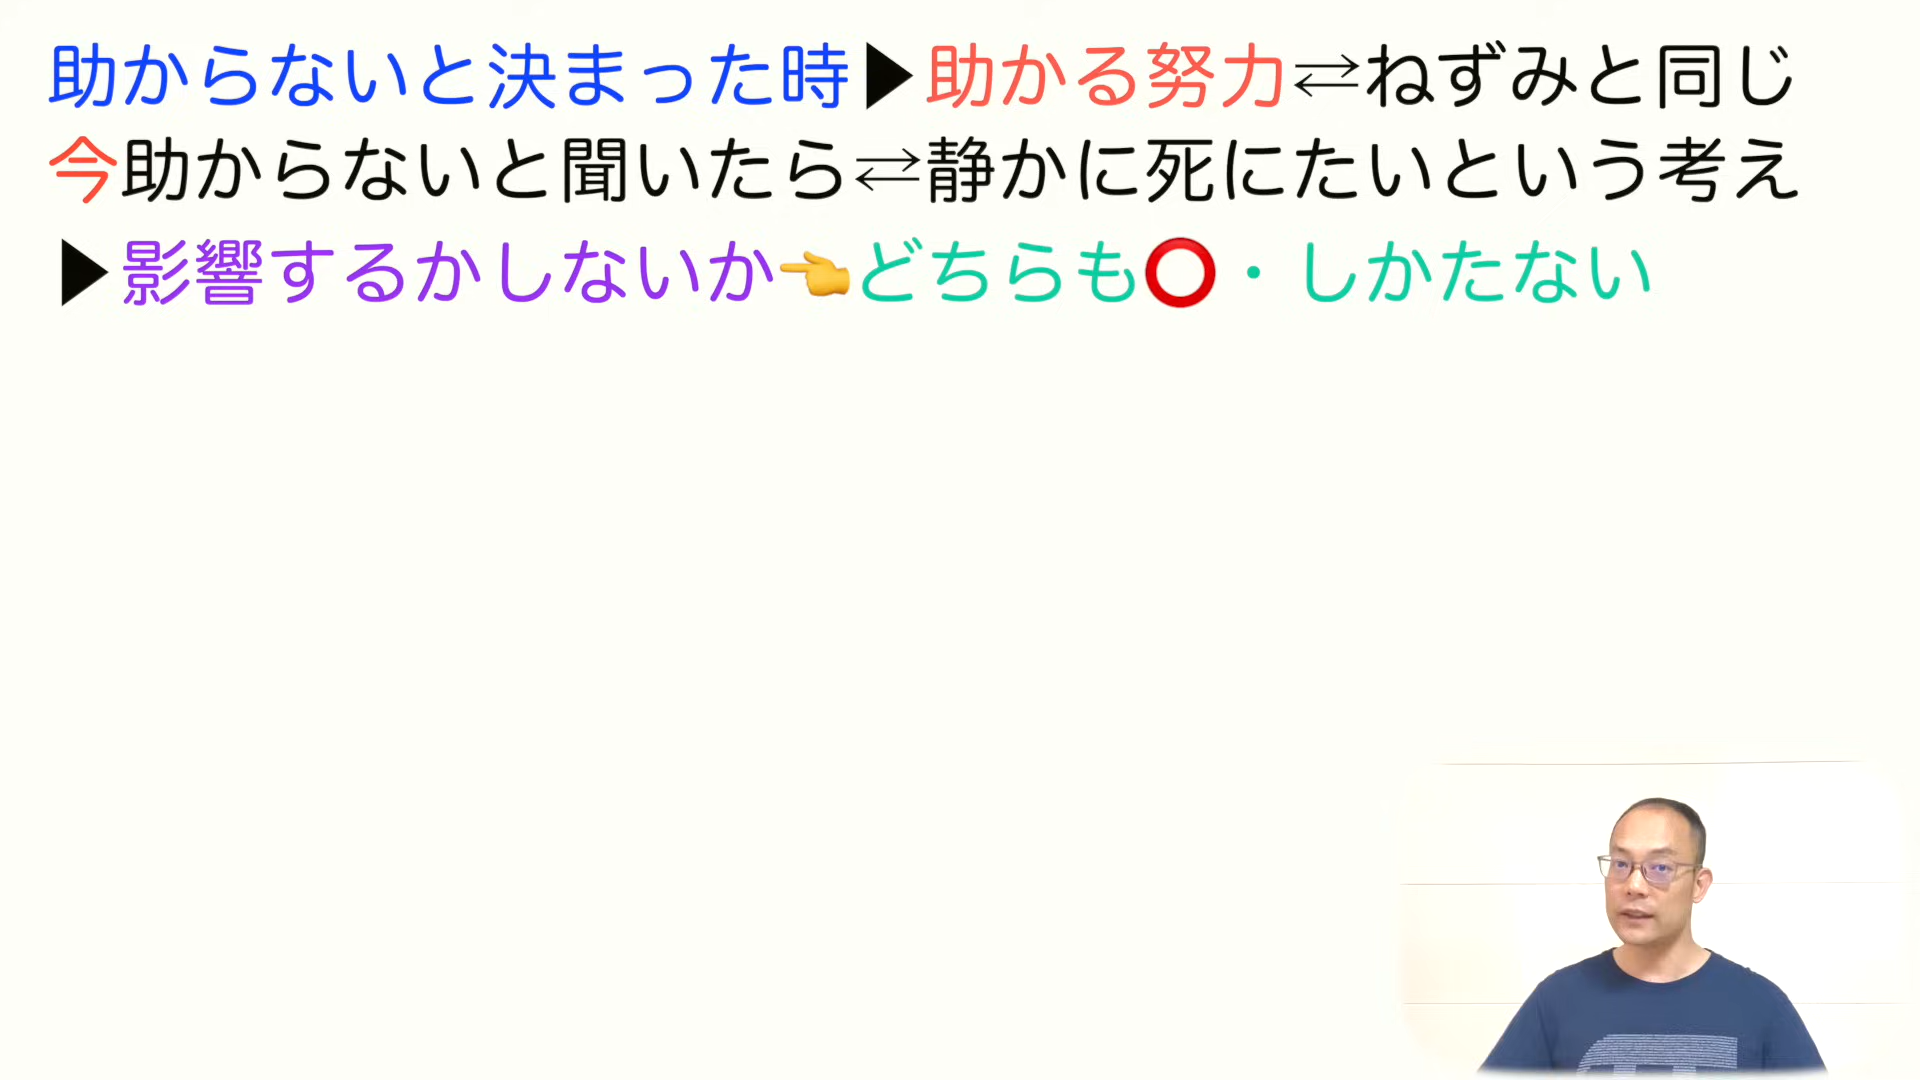 助からないと決まった時▶助かる努力⇄ねずみと同じ
今助からないと聞いたら⇄静かに死にたいという考え
▶影響するかしないか👈どちらも⭕・しかたない